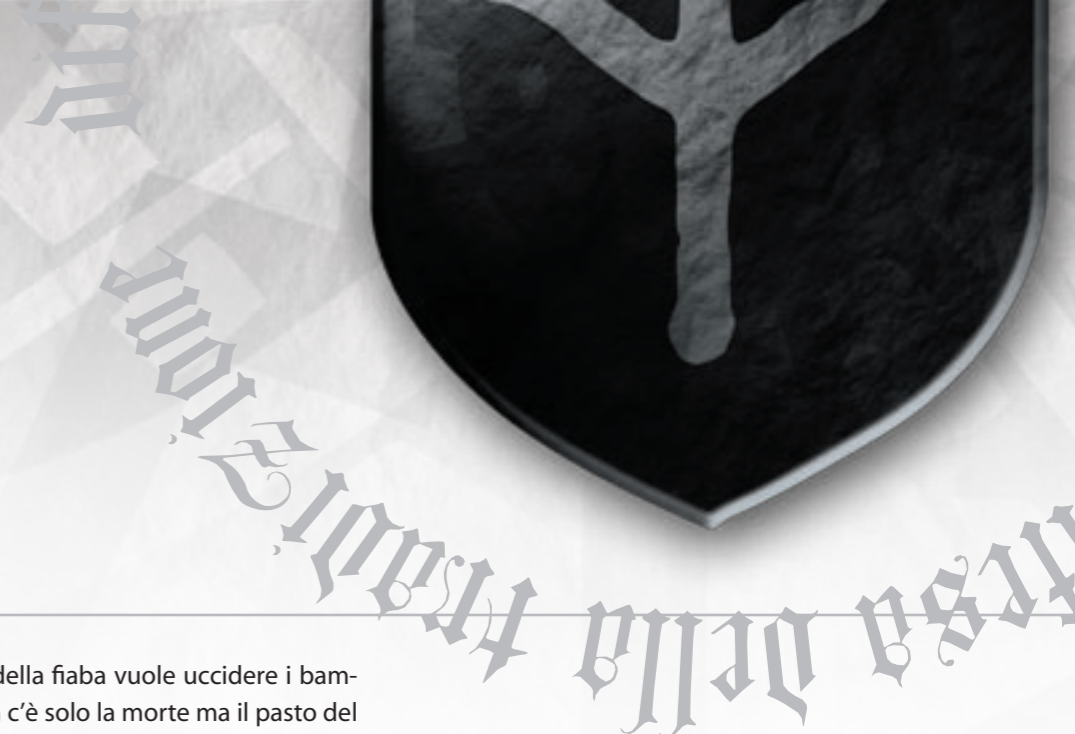 della tradizione
della fiaba vuole uccidere i bam-
c’è solo la morte ma il pasto del